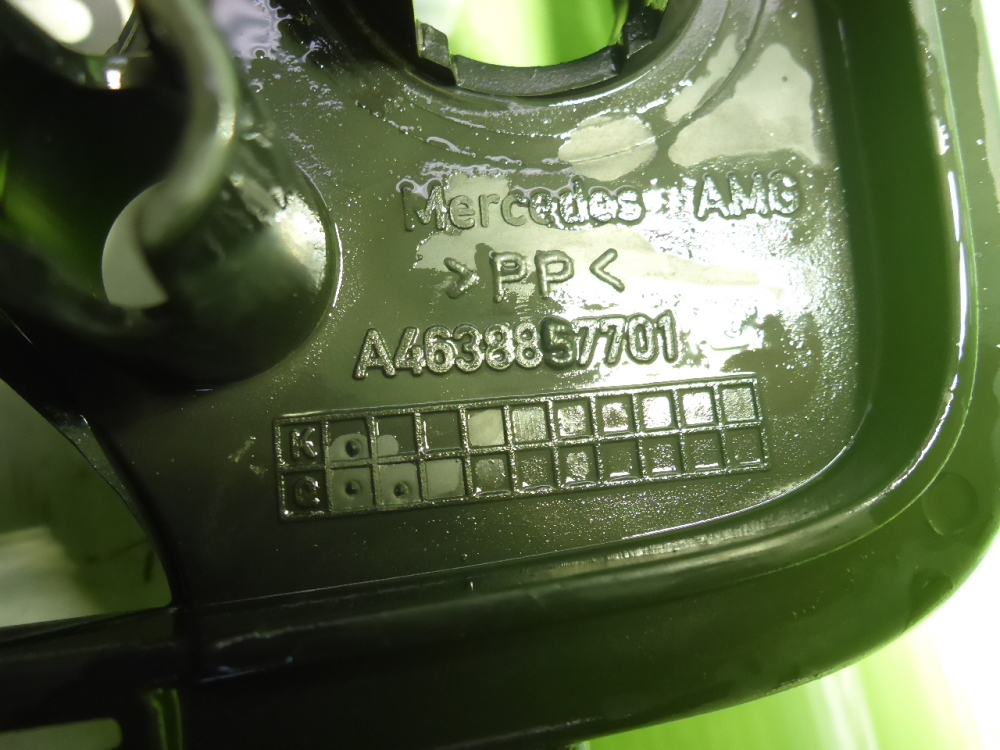 Mercedes AMG
>PP<
A4638857701
K
C